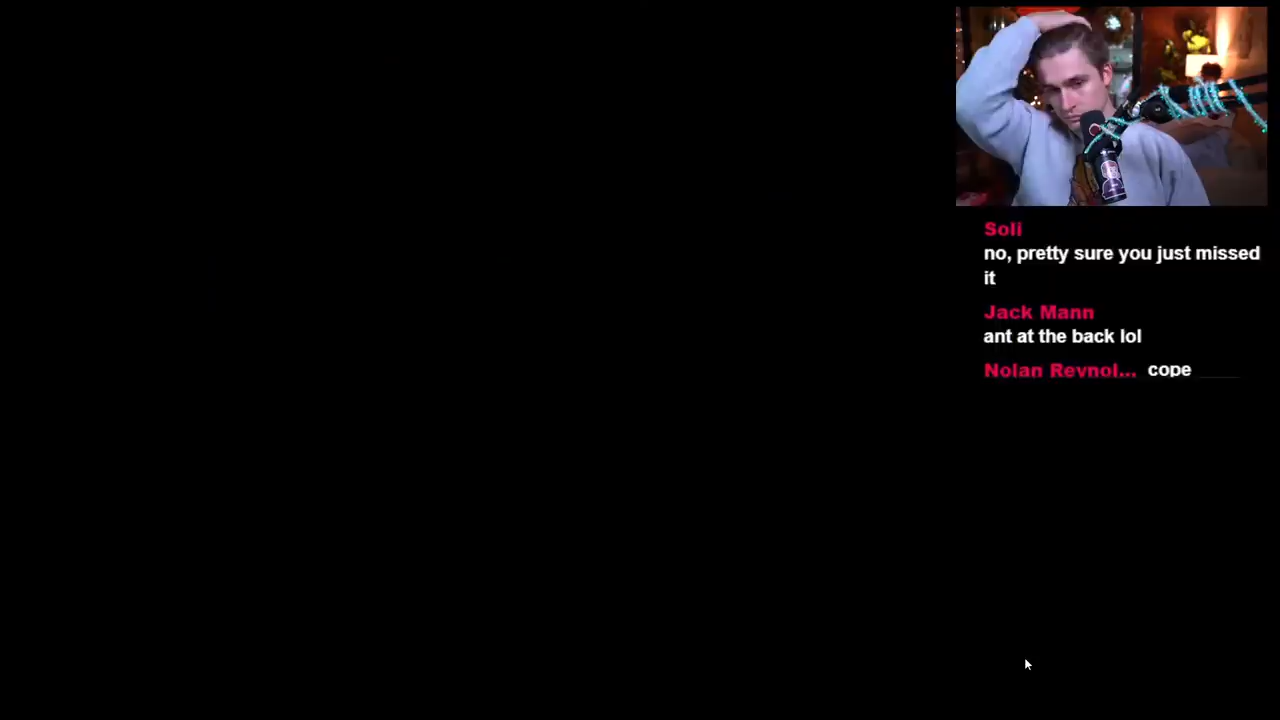 Soli
no, pretty sure you just missed
it
Jack Mann
ant at the back lol
Nolan Reynol... cope